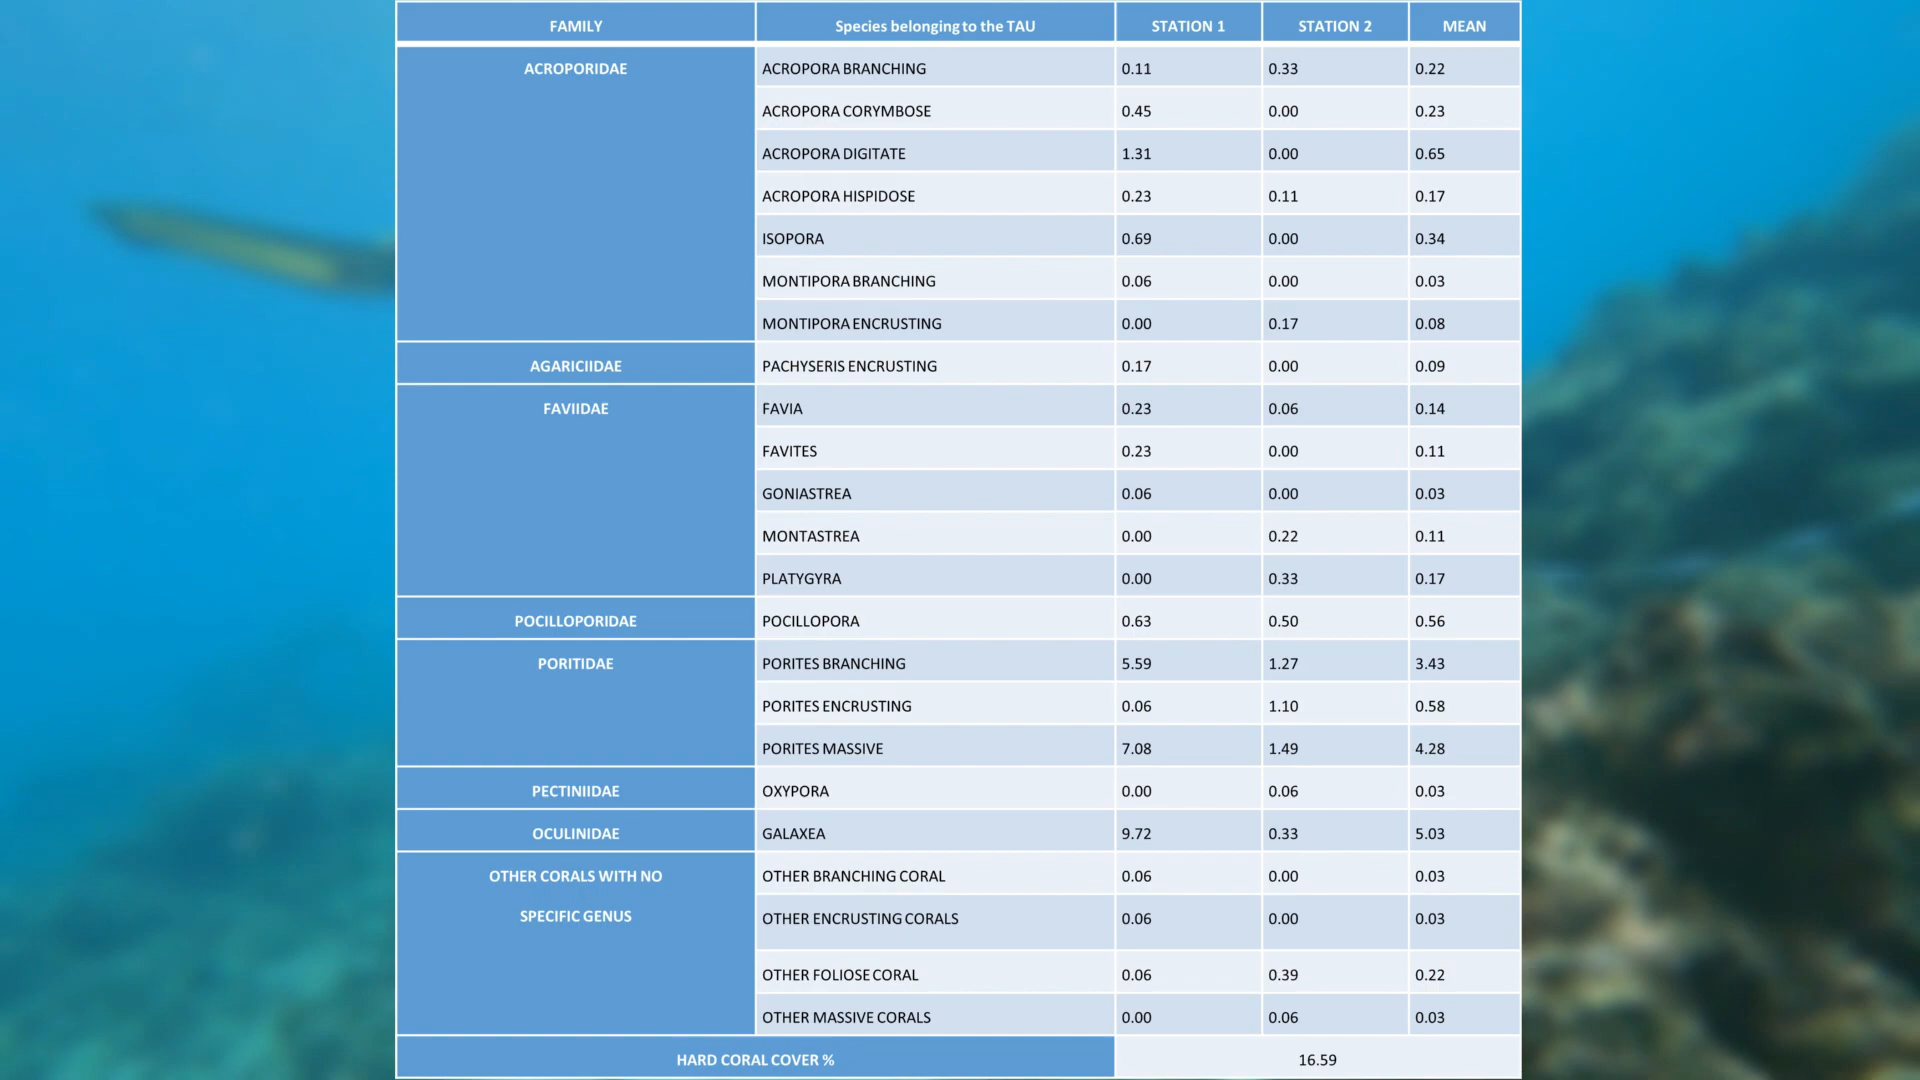 FAMILY Species belonging to the TAU STATION 1 STATION 2 MEAN
ACROPORIDAE ACROPORA BRANCHING 0.11 0.33 0.22
ACROPORA CORYMBOSE 0.45 0.00 0.23
ACROPORA DIGITATE 1.31 0.00 0.65
ACROPORA HISPIDOSE 0.23 0.11 0.17
ISOPORA 0.69 0.00 0.34
MONTIPORA BRANCHING 0.06 0.00 0.03
MONTIPORA ENCRUSTING 0.00 0.17 0.08
AGARICIIDAE PACHYSERIS ENCRUSTING 0.17 0.00 0.09
FAVIIDAE FAVIA 0.23 0.06 0.14
FAVITES 0.23 0.00 0.11
GONIASTREA 0.06 0.00 0.03
MONTASTREA 0.00 0.22 0.11
PLATYGYRA 0.00 0.33 0.17
POCILLOPORIDAE POCILLOPORA 0.63 0.50 0.56
PORITIDAE PORITES BRANCHING 5.59 1.27 3.43
PORITES ENCRUSTING 0.06 1.10 0.58
PORITES MASSIVE 7.08 1.49 4.28
PECTINIIDAE OXYPORA 0.00 0.06 0.03
OCULINIDAE GALAXEA 9.72 0.33 5.03
OTHER CORALS WITH NO OTHER BRANCHING CORAL 0.06 0.00 0.03
SPECIFIC GENUS OTHER ENCRUSTING CORALS 0.06 0.00 0.03
OTHER FOLIOSE CORAL 0.06 0.39 0.22
OTHER MASSIVE CORALS 0.00 0.06 0.03
HARD CORAL COVER % 16.59